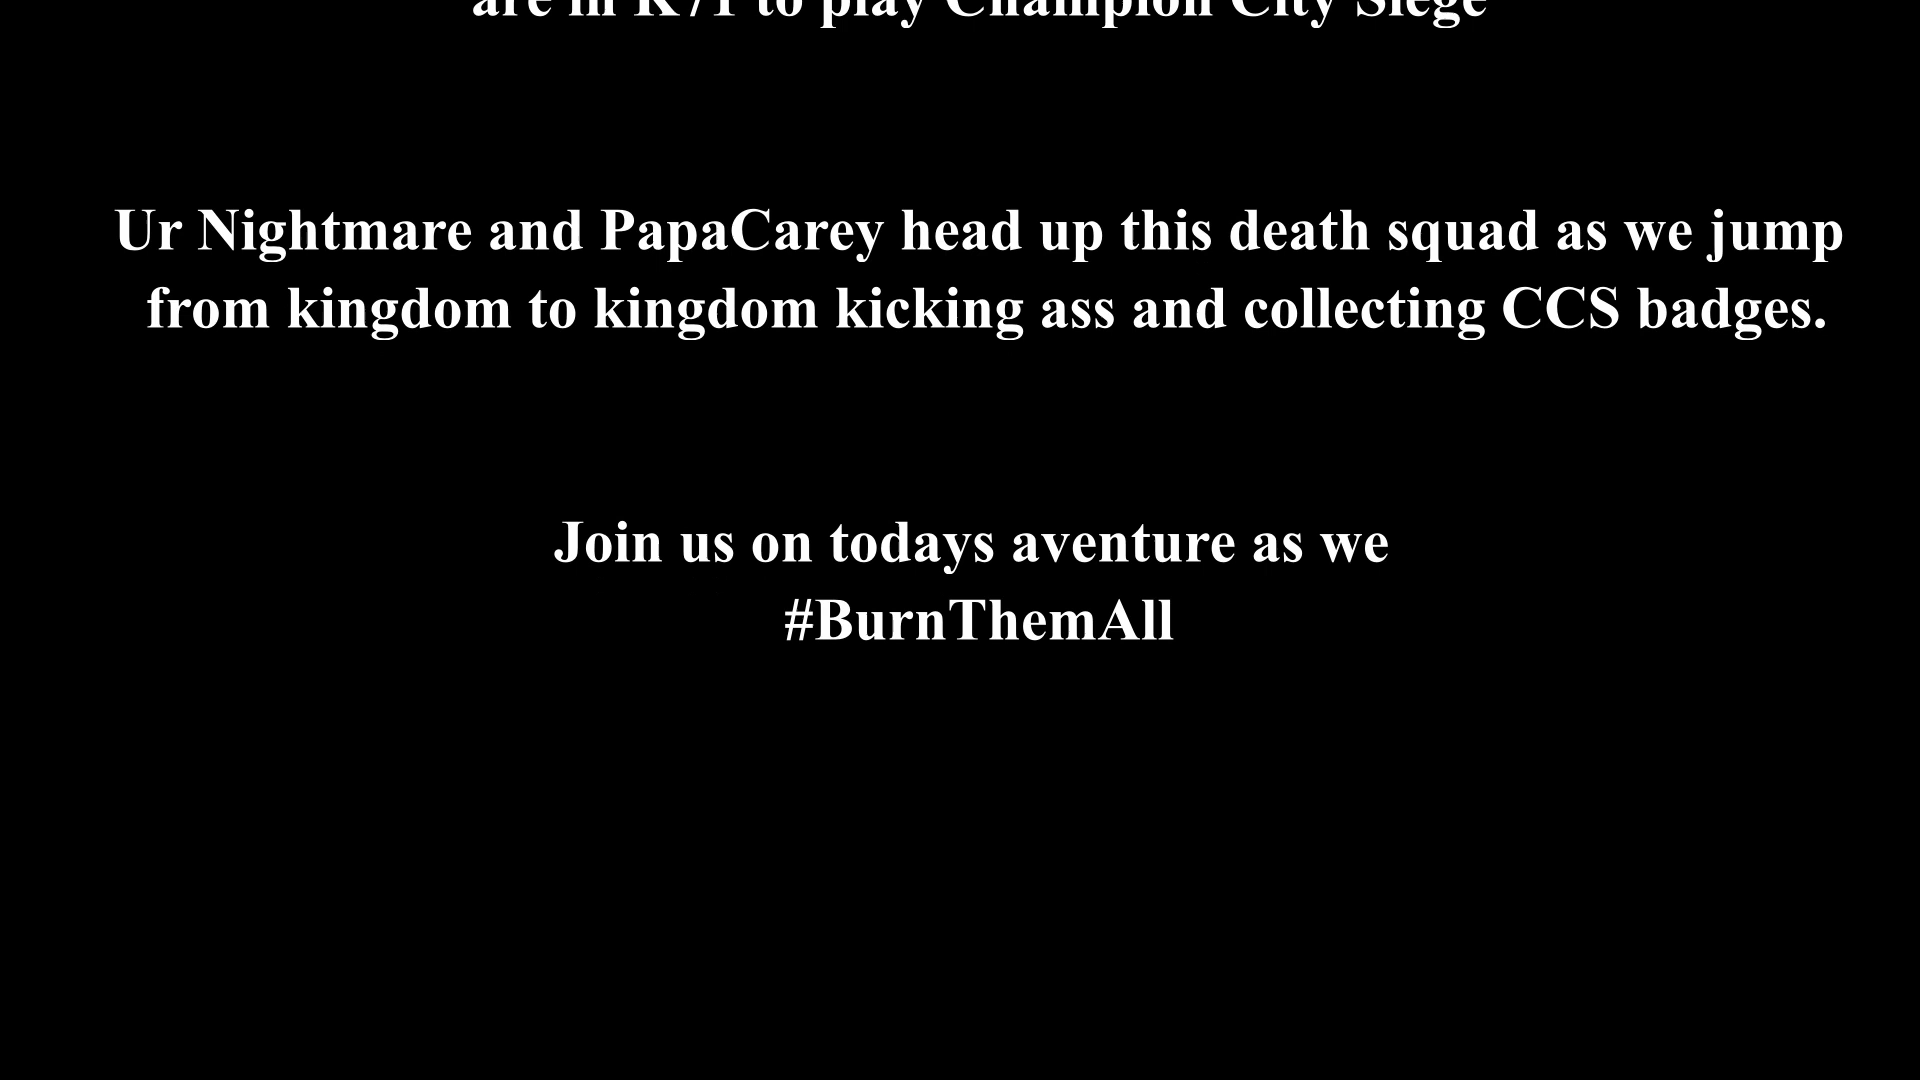 are in K71 to play Champion City Siege
Ur Nightmare and PapaCarey head up this death squad as we jump
from kingdom to kingdom kicking ass and collecting CCS badges.
Join us on todays aventure as we
#BurnThemAll